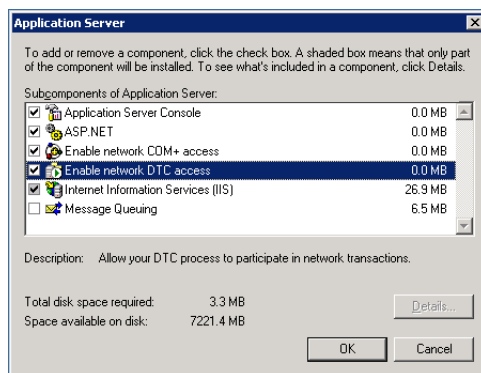 Application Server
To add or remove a component, click the check box. A shaded box means that only part
of the component will be installed. To see what's included in a component, click Details.
Subcomponents of Application Server:
Application Server Console 0.0 MB
ASP.NET 0.0 MB
Enable network COM+ access 0.0 MB
Enable network DTC access 0.0 MB
Internet Information Services (IIS) 26.9 MB
Message Queuing 6.5 MB
Description: Allow your DTC process to participate in network transactions.
Total disk space required: 3.3 MB
Space available on disk: 7221.4 MB
Details...
OK Cancel